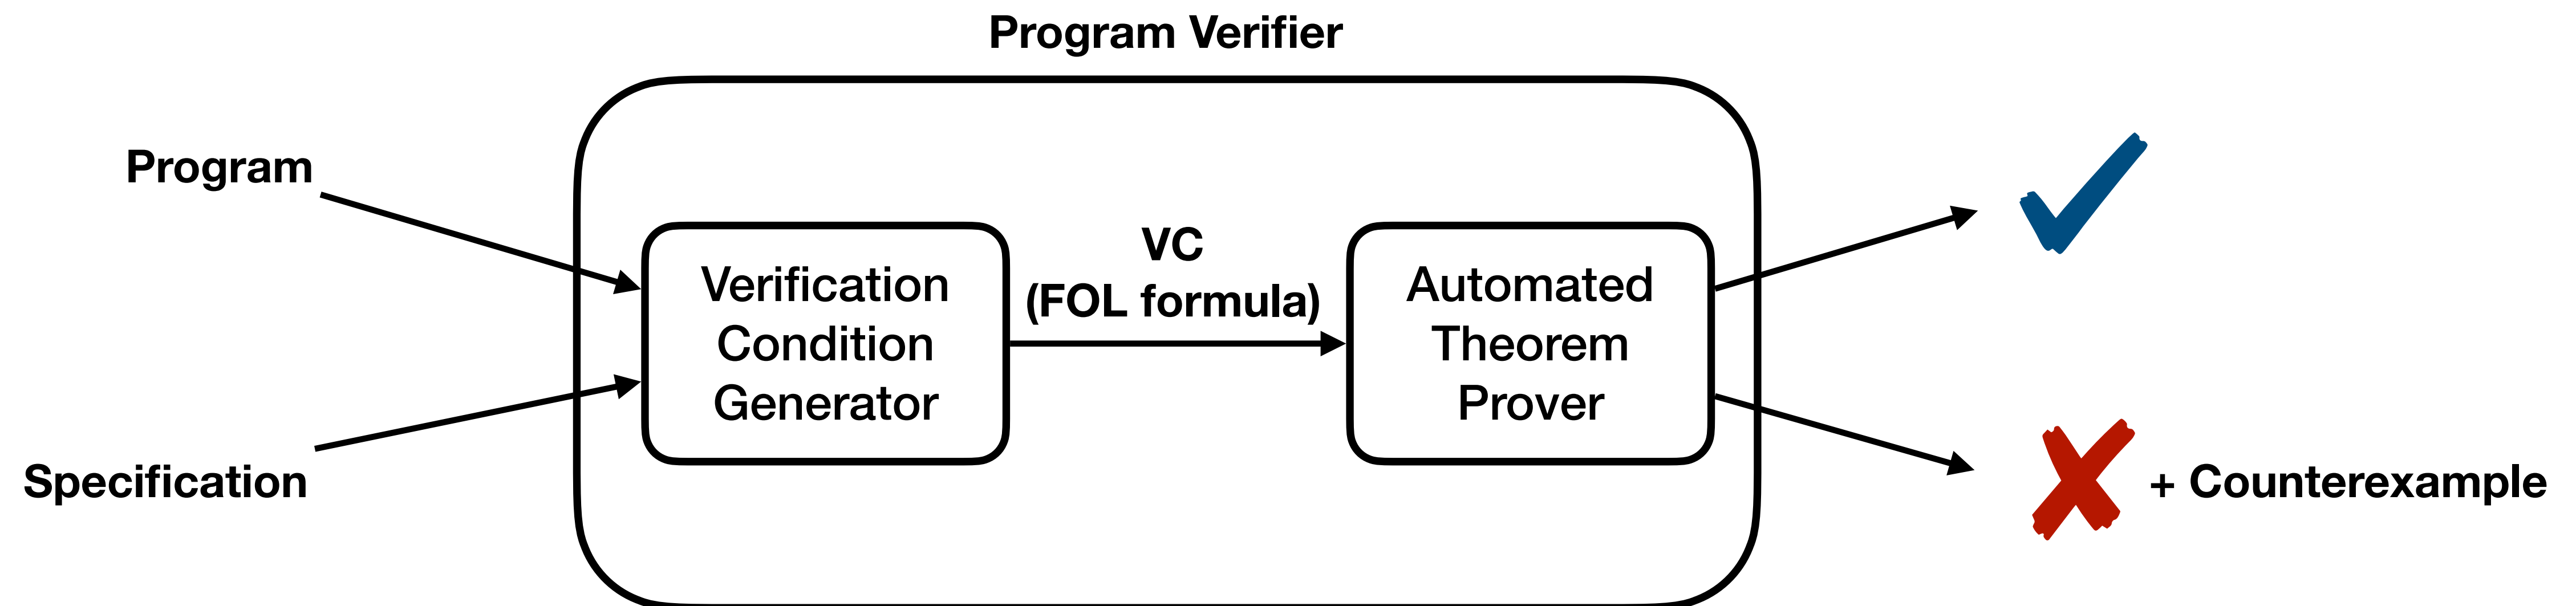 Program Verifier
Program
Specification
Verification
Condition
Generator
VC
(FOL formula)
Automated
Theorem
Prover
+ Counterexample